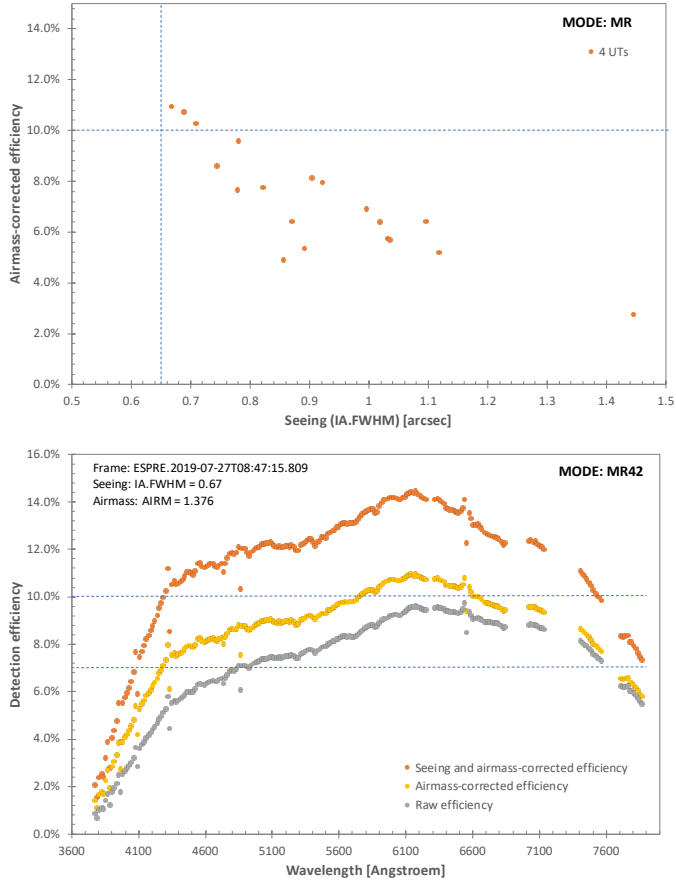 MODE: MR
4 UTs
14.0%
12.0%
10.0%
8.0%
6.0%
4.0%
2.0%
0.0%
Airmass-corrected efficiency
0.5 0.6 0.7 0.8 0.9 1 1.1 1.2 1.3 1.4 1.5
Seeing (IA.FWHM) [arcsec]
16.0%
14.0%
12.0%
10.0%
8.0%
6.0%
4.0%
2.0%
0.0%
Detection efficiency
Frame: ESPRE.2019-07-27T08:47:15.809
Seeing: IA.FWHM = 0.67
Airmass: AIRM = 1.376
MODE: MR42
Seeing and airmass-corrected efficiency
Airmass-corrected efficiency
Raw efficiency
3600 4100 4600 5100 5600 6100 6600 7100 7600
Wavelength [Angstroem]